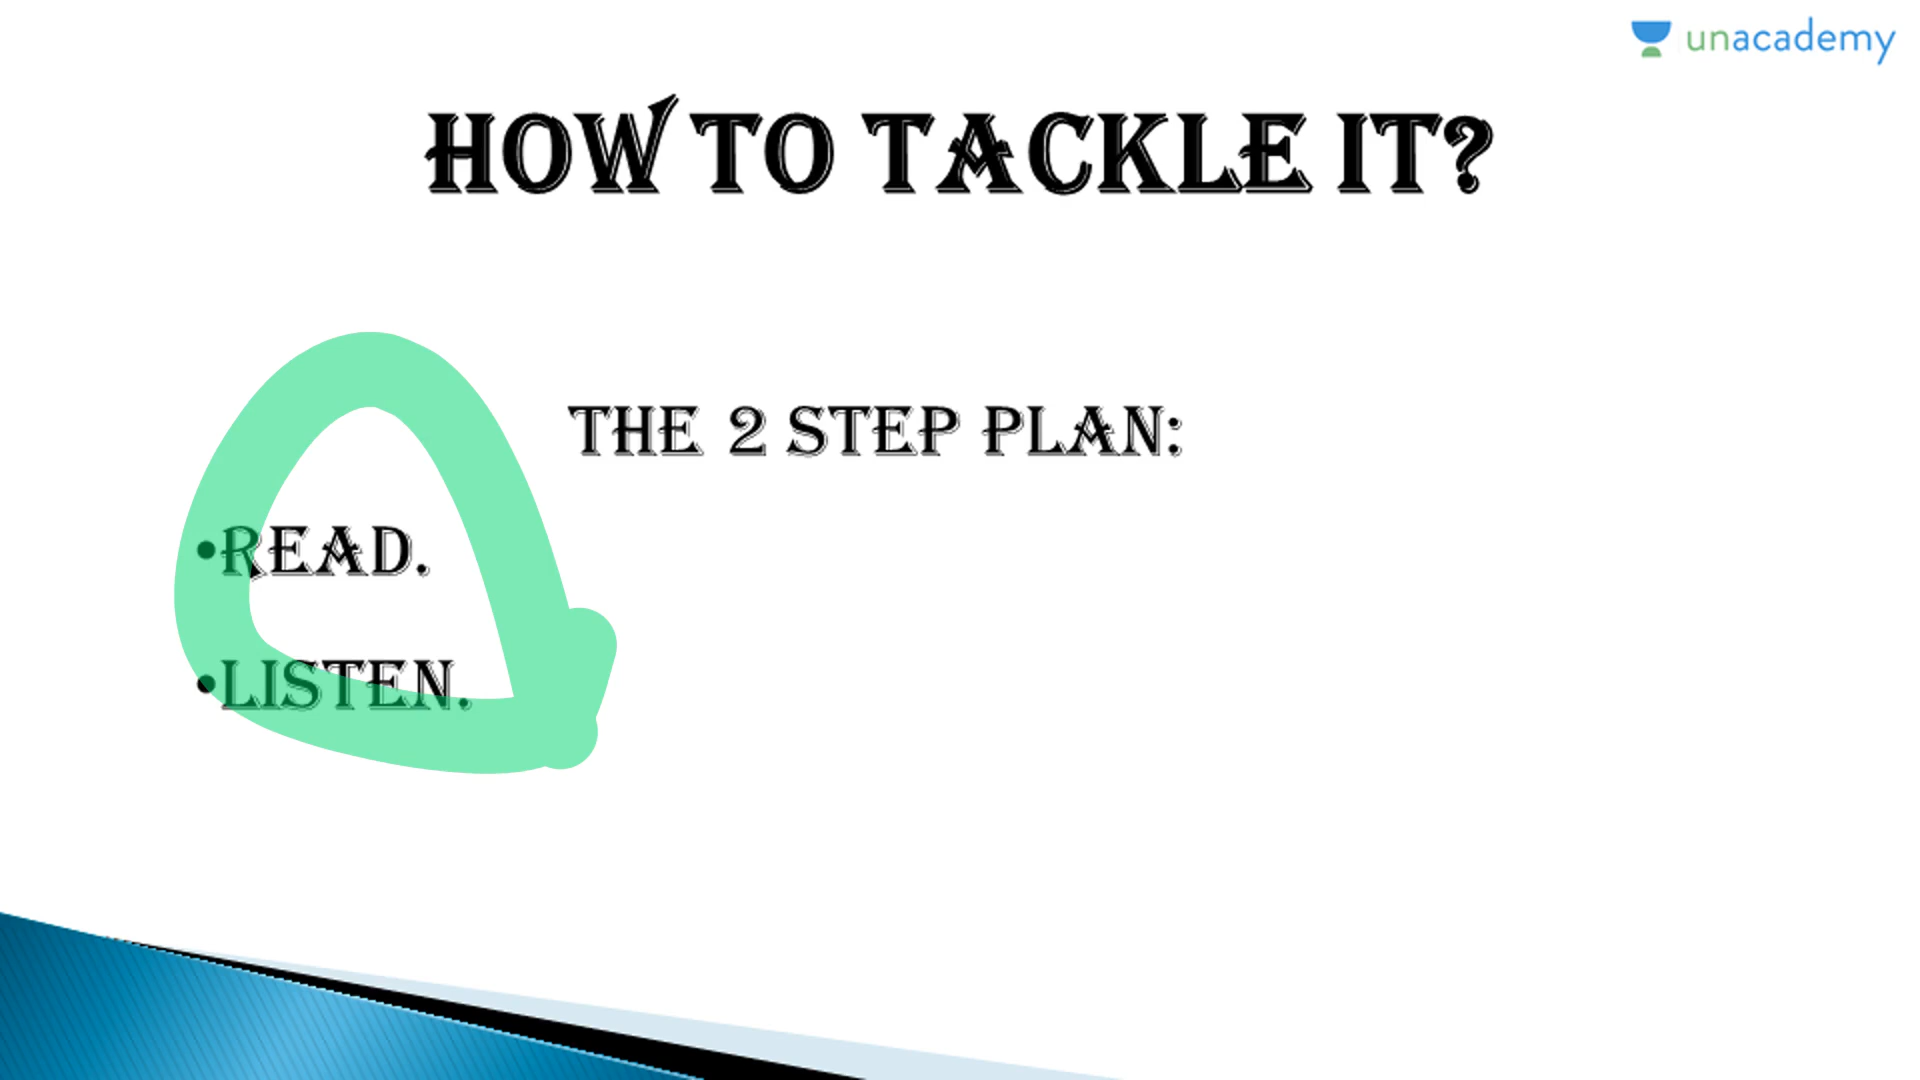 unacademy
HOW TO TACKLE IT?
THE 2 STEP PLAN:
•READ.
•LISTEN.